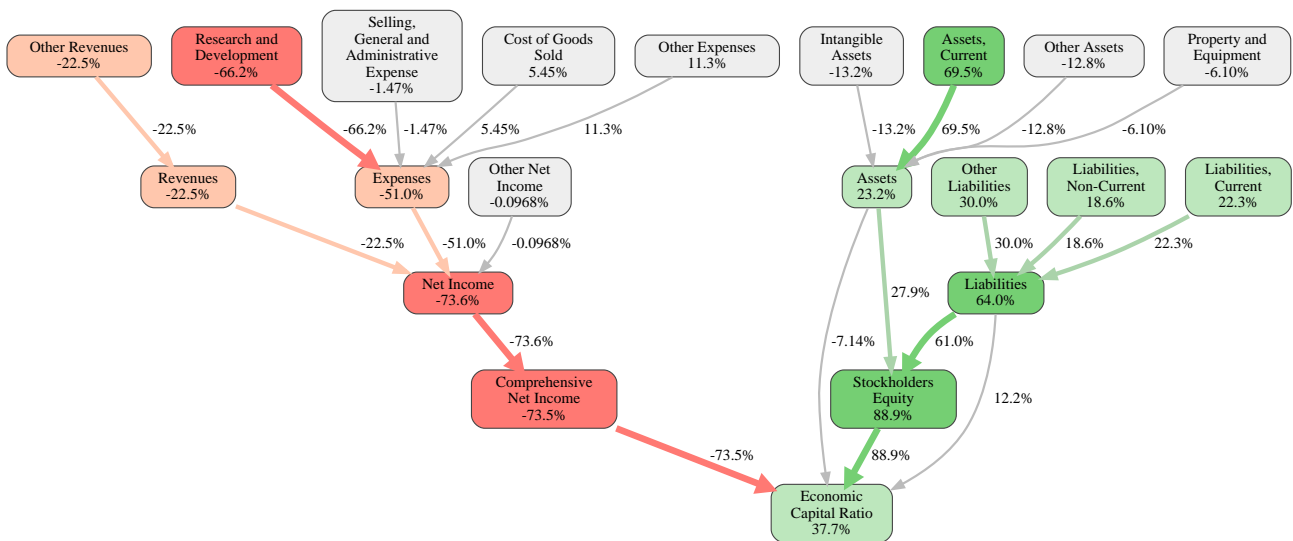 Other Revenues
-22.5%
Research and
Development
-66.2%
Selling,
General and
Administrative
Expense
-1.47%
Cost of Goods
Sold
5.45%
Other Expenses
11.3%
Intangible
Assets
-13.2%
Assets,
Current
69.5%
Other Assets
-12.8%
Property and
Equipment
-6.10%
-22.5%
-66.2%
-1.47%
5.45%
11.3%
-13.2%
69.5%
-12.8%
-6.10%
Revenues
-22.5%
Expenses
-51.0%
Other Net
Income
-0.0968%
Assets
23.2%
Other
Liabilities
30.0%
Liabilities,
Non-Current
18.6%
Liabilities,
Current
22.3%
-22.5%
-51.0%
-0.0968%
30.0%
18.6%
22.3%
Net Income
-73.6%
27.9%
Liabilities
64.0%
-73.6%
-7.14%
61.0%
Comprehensive
Net Income
-73.5%
Stockholders
Equity
88.9%
12.2%
-73.5%
88.9%
Economic
Capital Ratio
37.7%